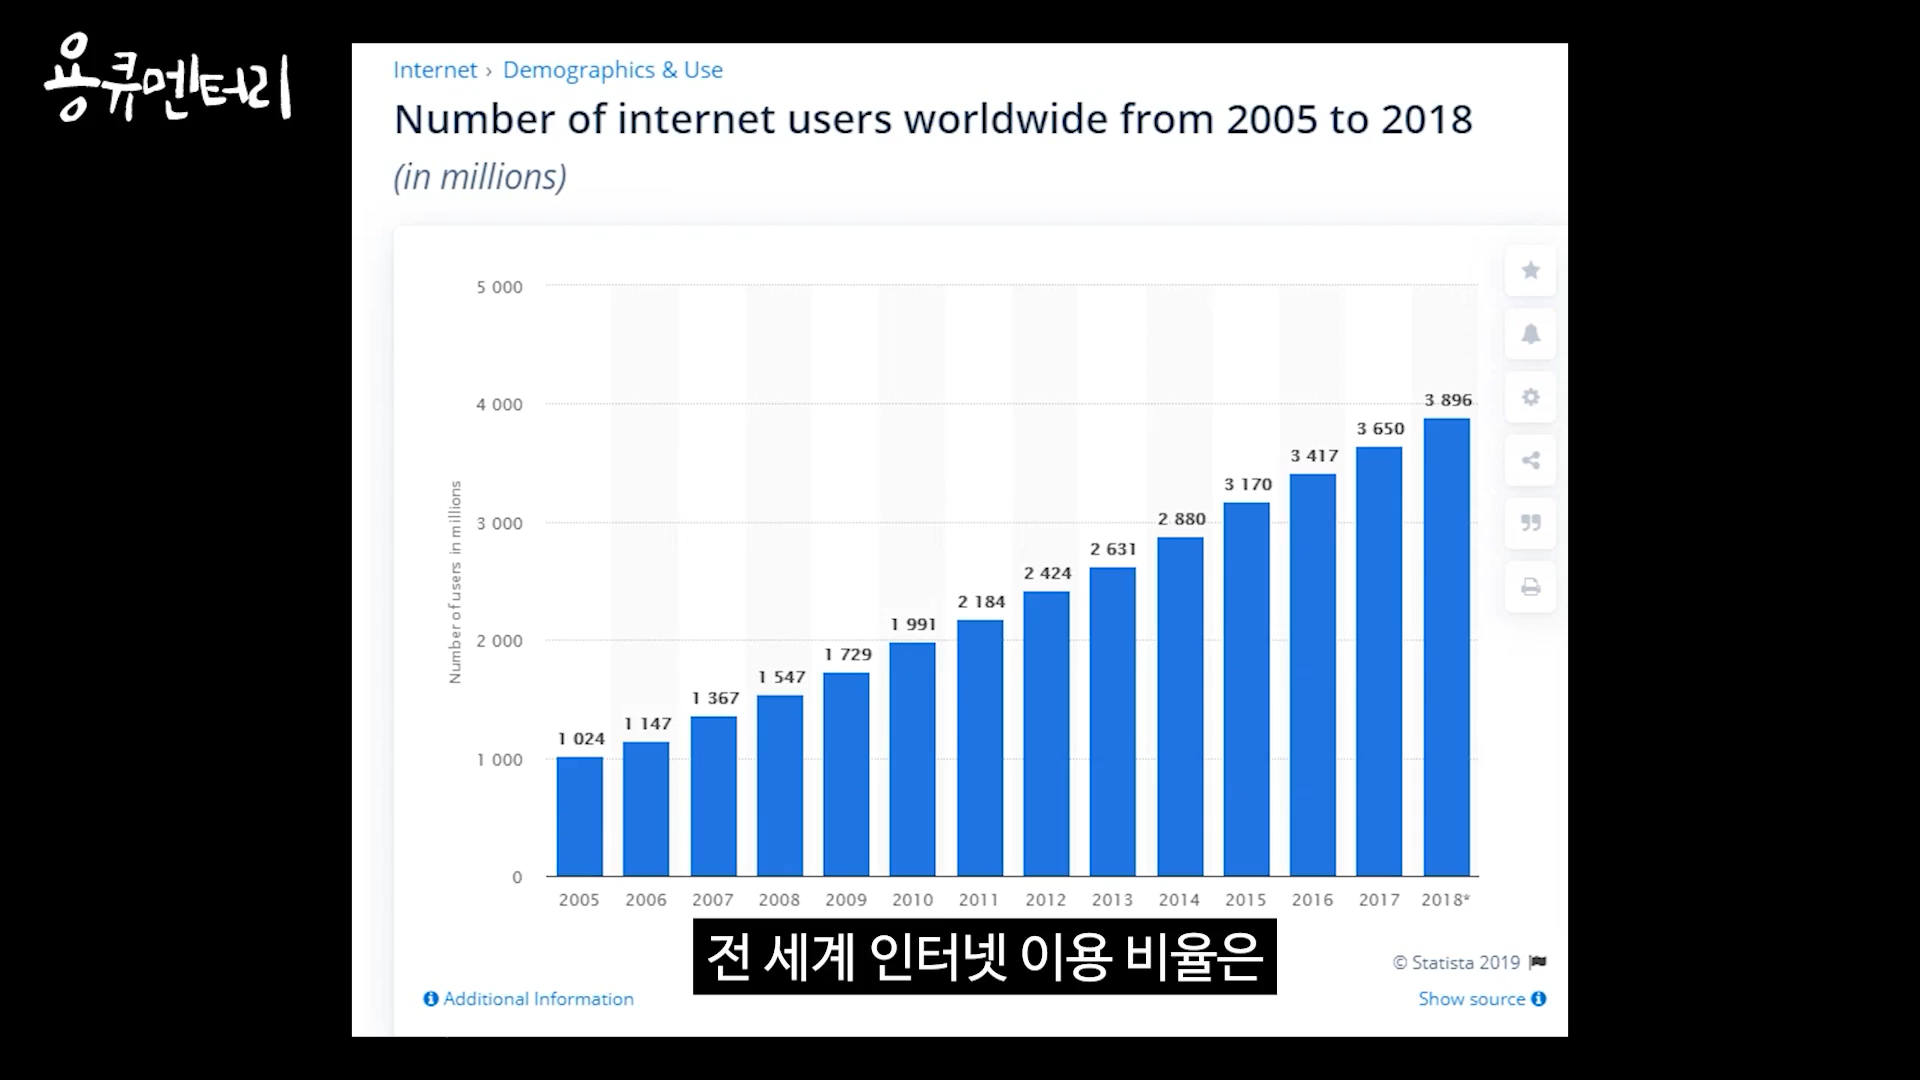 용큐멘터리
Internet › Demographics & Use
Number of internet users worldwide from 2005 to 2018
(in millions)
Number of users in millions
5 000
4 000
3 000
2 000
1 000
0
1 024
1 147
1 367
1 547
1 729
1 991
2 184
2 424
2 631
2 880
3 170
3 417
3 650
3 896
2005 2006 2007 2008 2009 2010 2011 2012 2013 2014 2015 2016 2017 2018*
전 세계 인터넷 이용 비율은
© Statista 2019
Additional Information
Show source